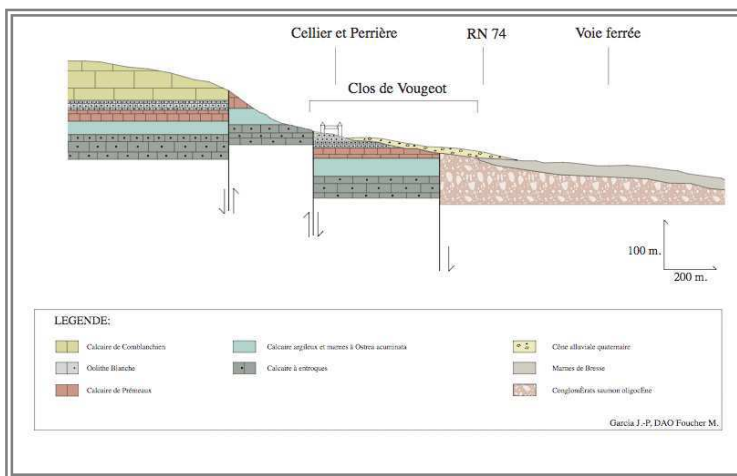 Cellier et Perrière
RN 74
Voie ferrée
Clos de Vougeot
100 m.
200 m.
LEGENDE:
Calcaire de Comblanchien
Oolithe Blanche
Calcaire de Prémeaux
Calcaire argileux et marnes à Ostrea acuminata
Calcaire à entroques
Cône alluviale quaternaire
Marnes de Bresse
ConglomÉrats saumon oligocÈne
Garcia J.-P, DAO Foucher M.